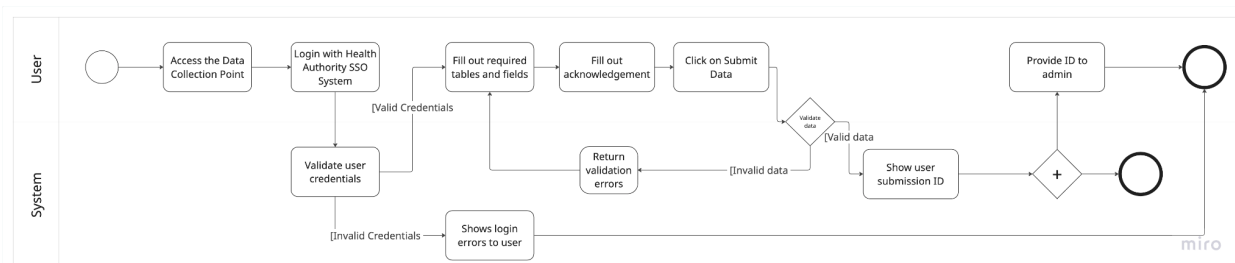 User
Access the Data
Collection Point
Login with Health
Authority SSO
System
Fill out required
tables and fields
Fill out
acknowledgement
Click on Submit
Data
Provide ID to
admin
[Valid Credentials
Validate
data
[Valid data
System
Validate user
credentials
Return
validation
errors
[Invalid data
Show user
submission ID
+
[Invalid Credentials
Shows login
errors to user
miro